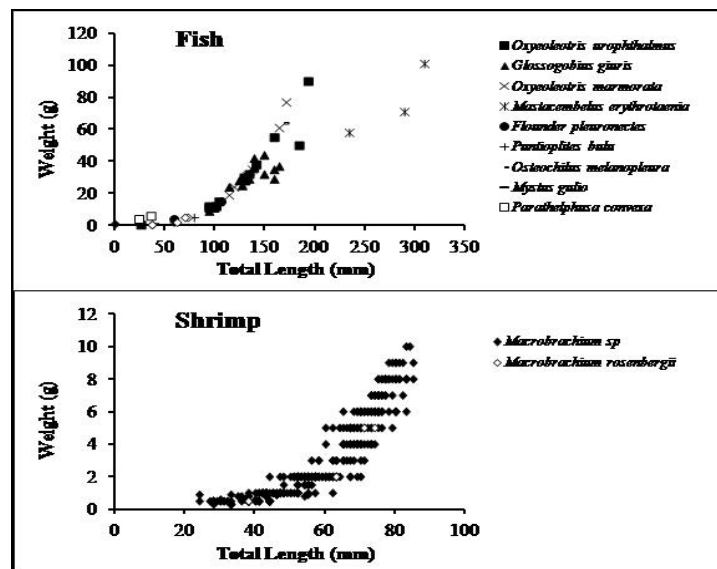 Fish
120
100
80
60
40
20
0
Weight (g)
0 50 100 150 200 250 300 350
Total Length (mm)
Oxyeoleotris urophthalmus
Glossogobius giuris
Oxyeoleotris marmorata
Mastacembelus erythrotaenia
Flounder pleuronectes
Puntioplites bulu
Osteochilus melanopleura
Mystus gulio
Parathelphusa convexa
Shrimp
12
10
8
6
4
2
0
Weight (g)
0 20 40 60 80 100
Total Length (mm)
Macrobrachium sp
Macrobrachium rosenbergii